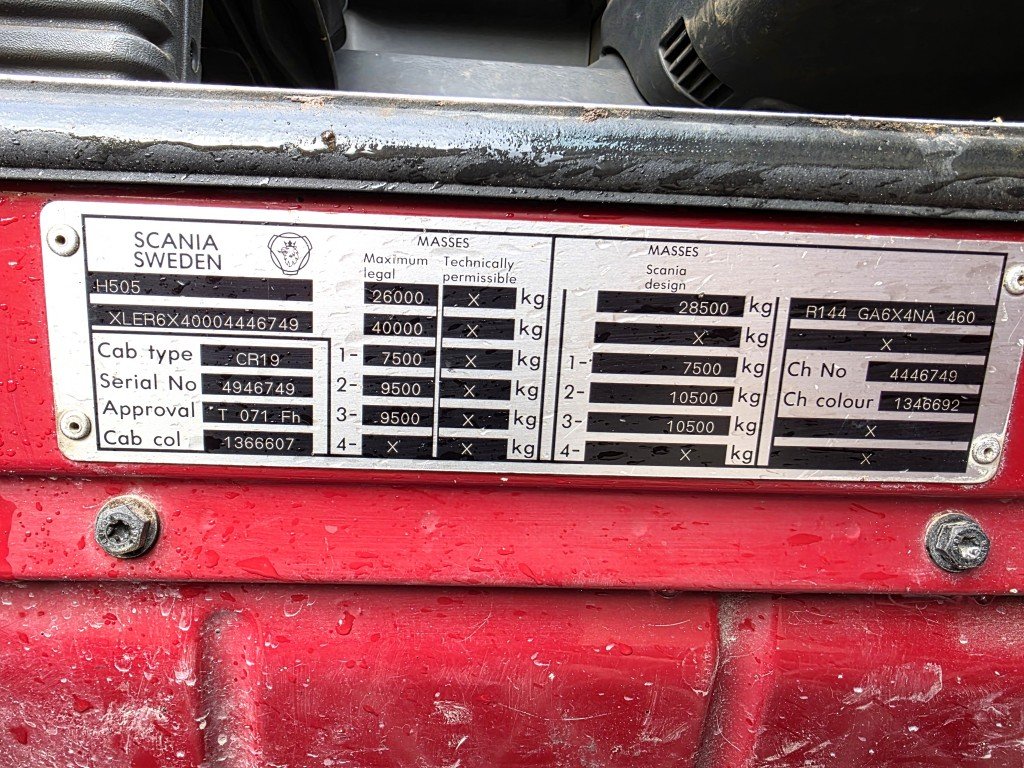 SCANIA
SWEDEN
H505
XLER6X40004446749
Cab type CR19
Serial No 4946749
Approval T 071 Fh
Cab col 1366607
MASSES
Maximum legal Technically permissible
26000 X kg
40000 X kg
1- 7500 X kg
2- 9500 X kg
3- 9500 X kg
4- X X kg
MASSES
Scania design
28500 kg
X kg
1- 7500 kg
2- 10500 kg
3- 10500 kg
4- X kg
R144 GA6X4NA 460
X
Ch No 4446749
Ch colour 1346692
X
X